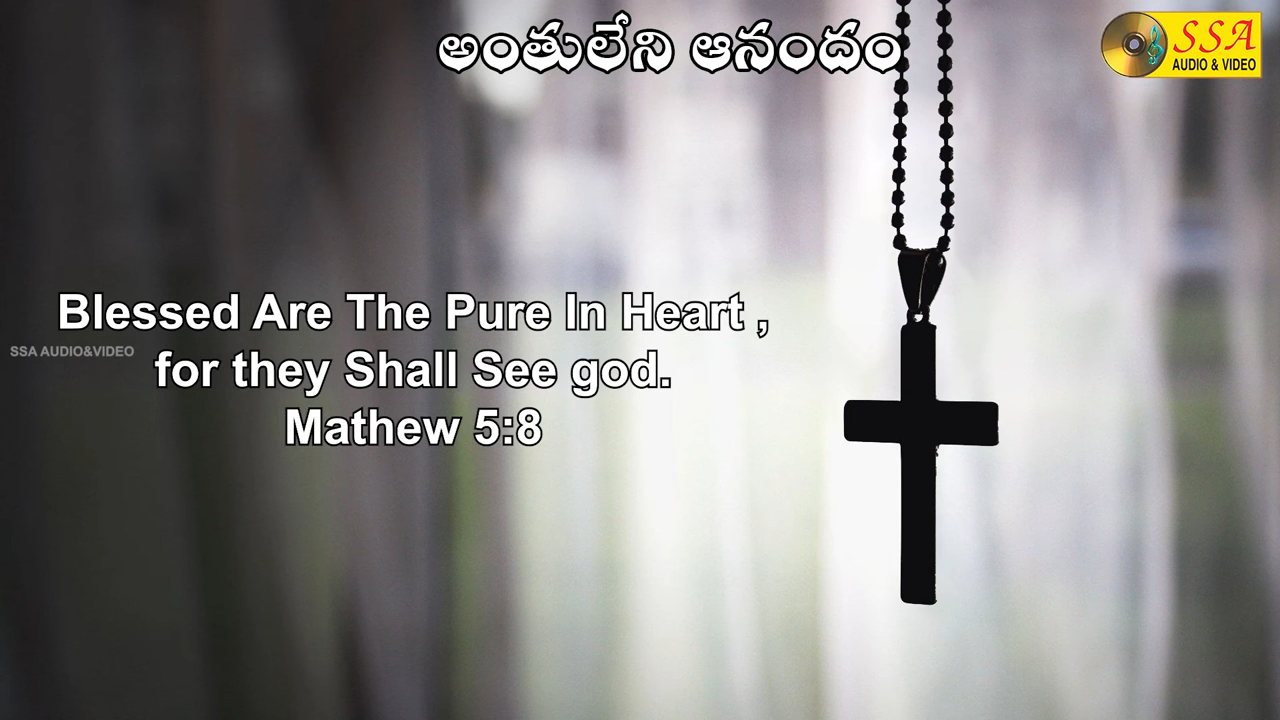 అంతులేని ఆనందం
SSA
AUDIO & VIDEO
Blessed Are The Pure In Heart ,
SSA AUDIO&VIDEO
for they Shall See god.
Mathew 5:8